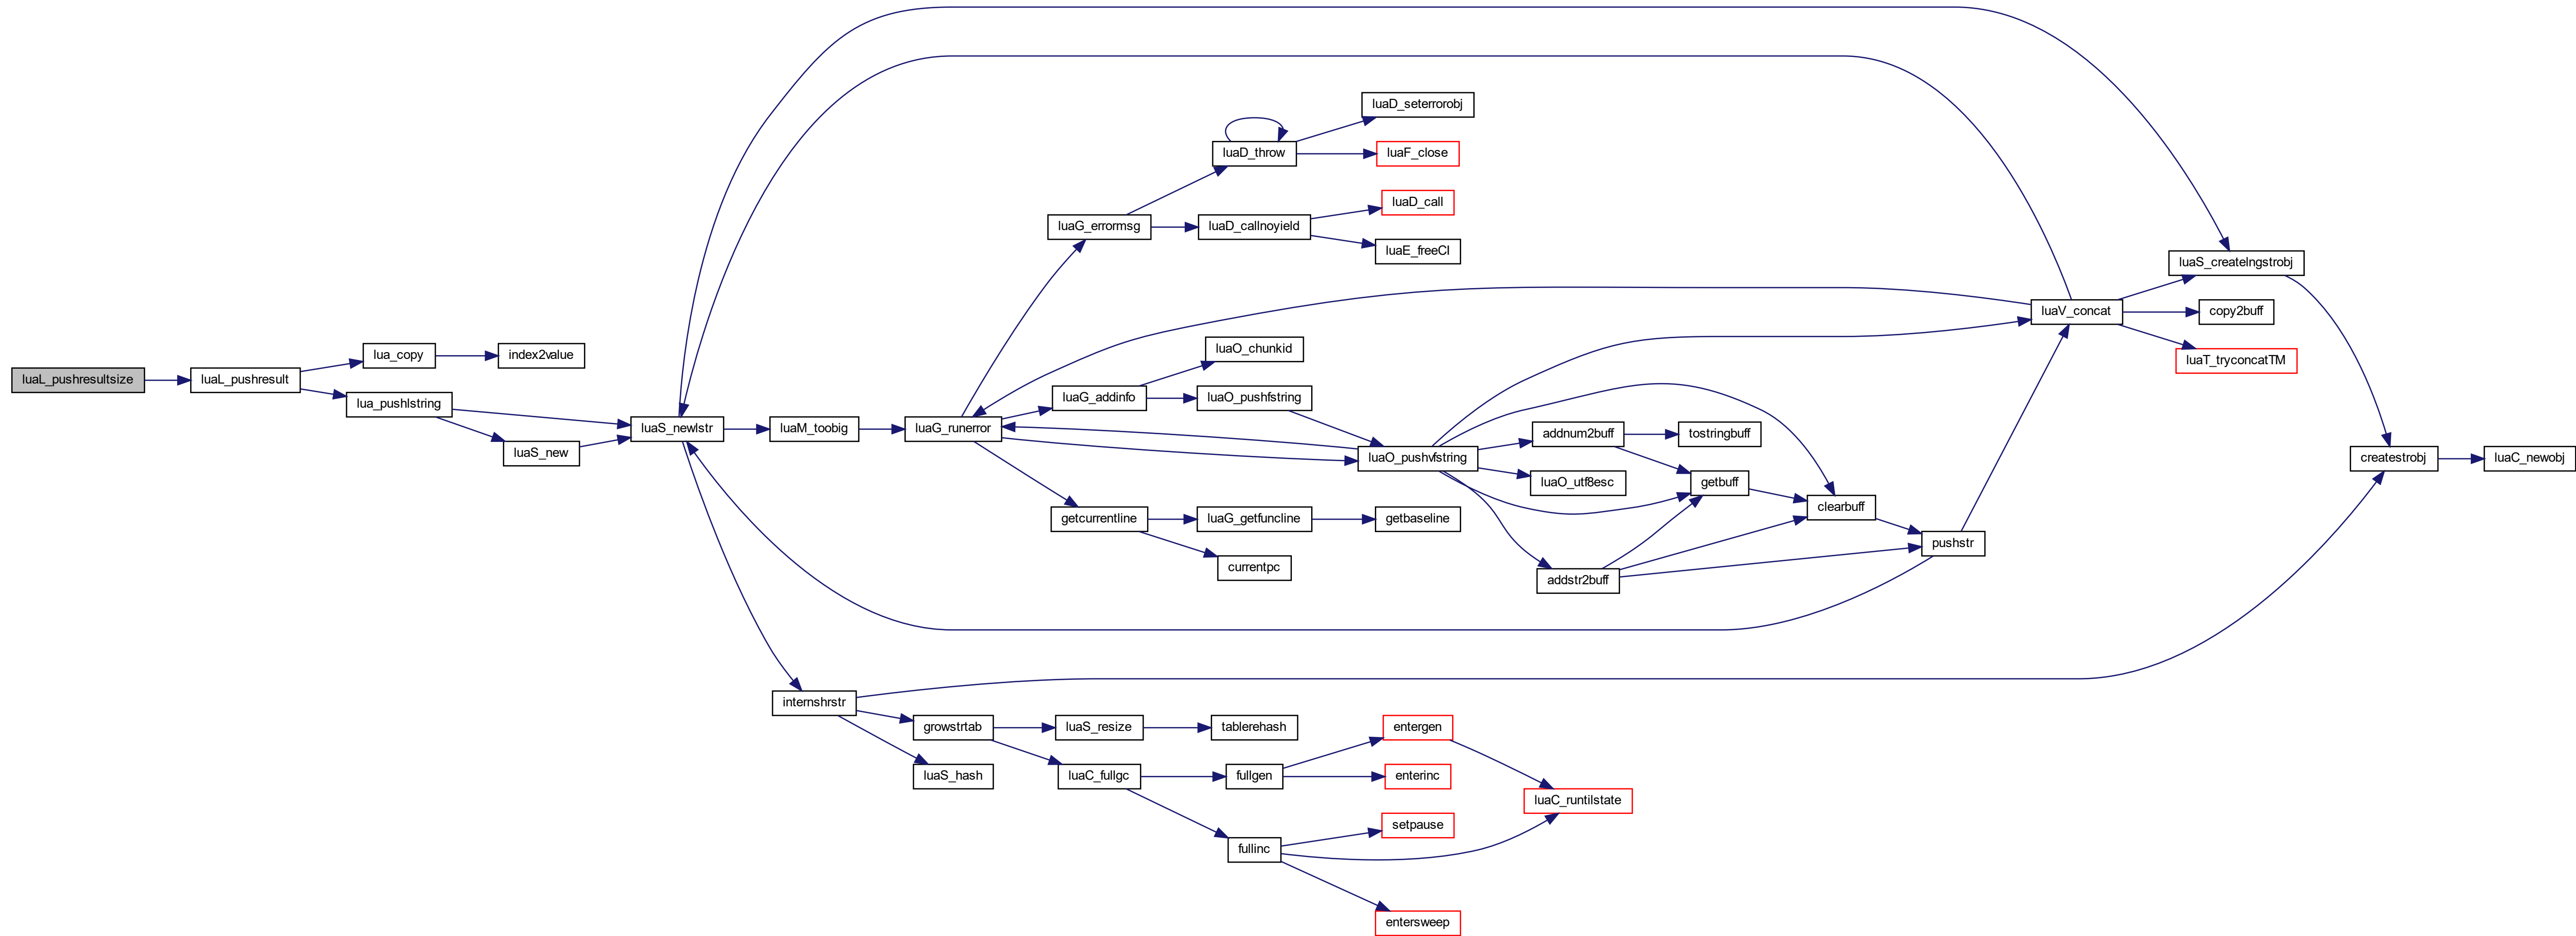 luaL_pushresultsize
luaL_pushresult
lua_copy
index2value
lua_pushlstring
luaS_new
luaS_newlstr
luaM_toobig
luaG_runerror
luaG_errormsg
luaD_throw
luaD_seterrorobj
luaF_close
luaD_callnoyield
luaD_call
luaE_freeCI
luaG_addinfo
luaO_chunkid
luaO_pushfstring
luaO_pushvfstring
getcurrentline
luaG_getfuncline
getbaseline
currentpc
addnum2buff
tostringbuff
luaO_utf8esc
getbuff
clearbuff
addstr2buff
pushstr
luaV_concat
luaS_createlngstrobj
copy2buff
luaT_tryconcatTM
createstrobj
luaC_newobj
internshrstr
growstrtab
luaS_resize
tablerehash
luaS_hash
luaC_fullgc
fullgen
entergen
enterinc
luaC_runtilstate
fullinc
setpause
entersweep